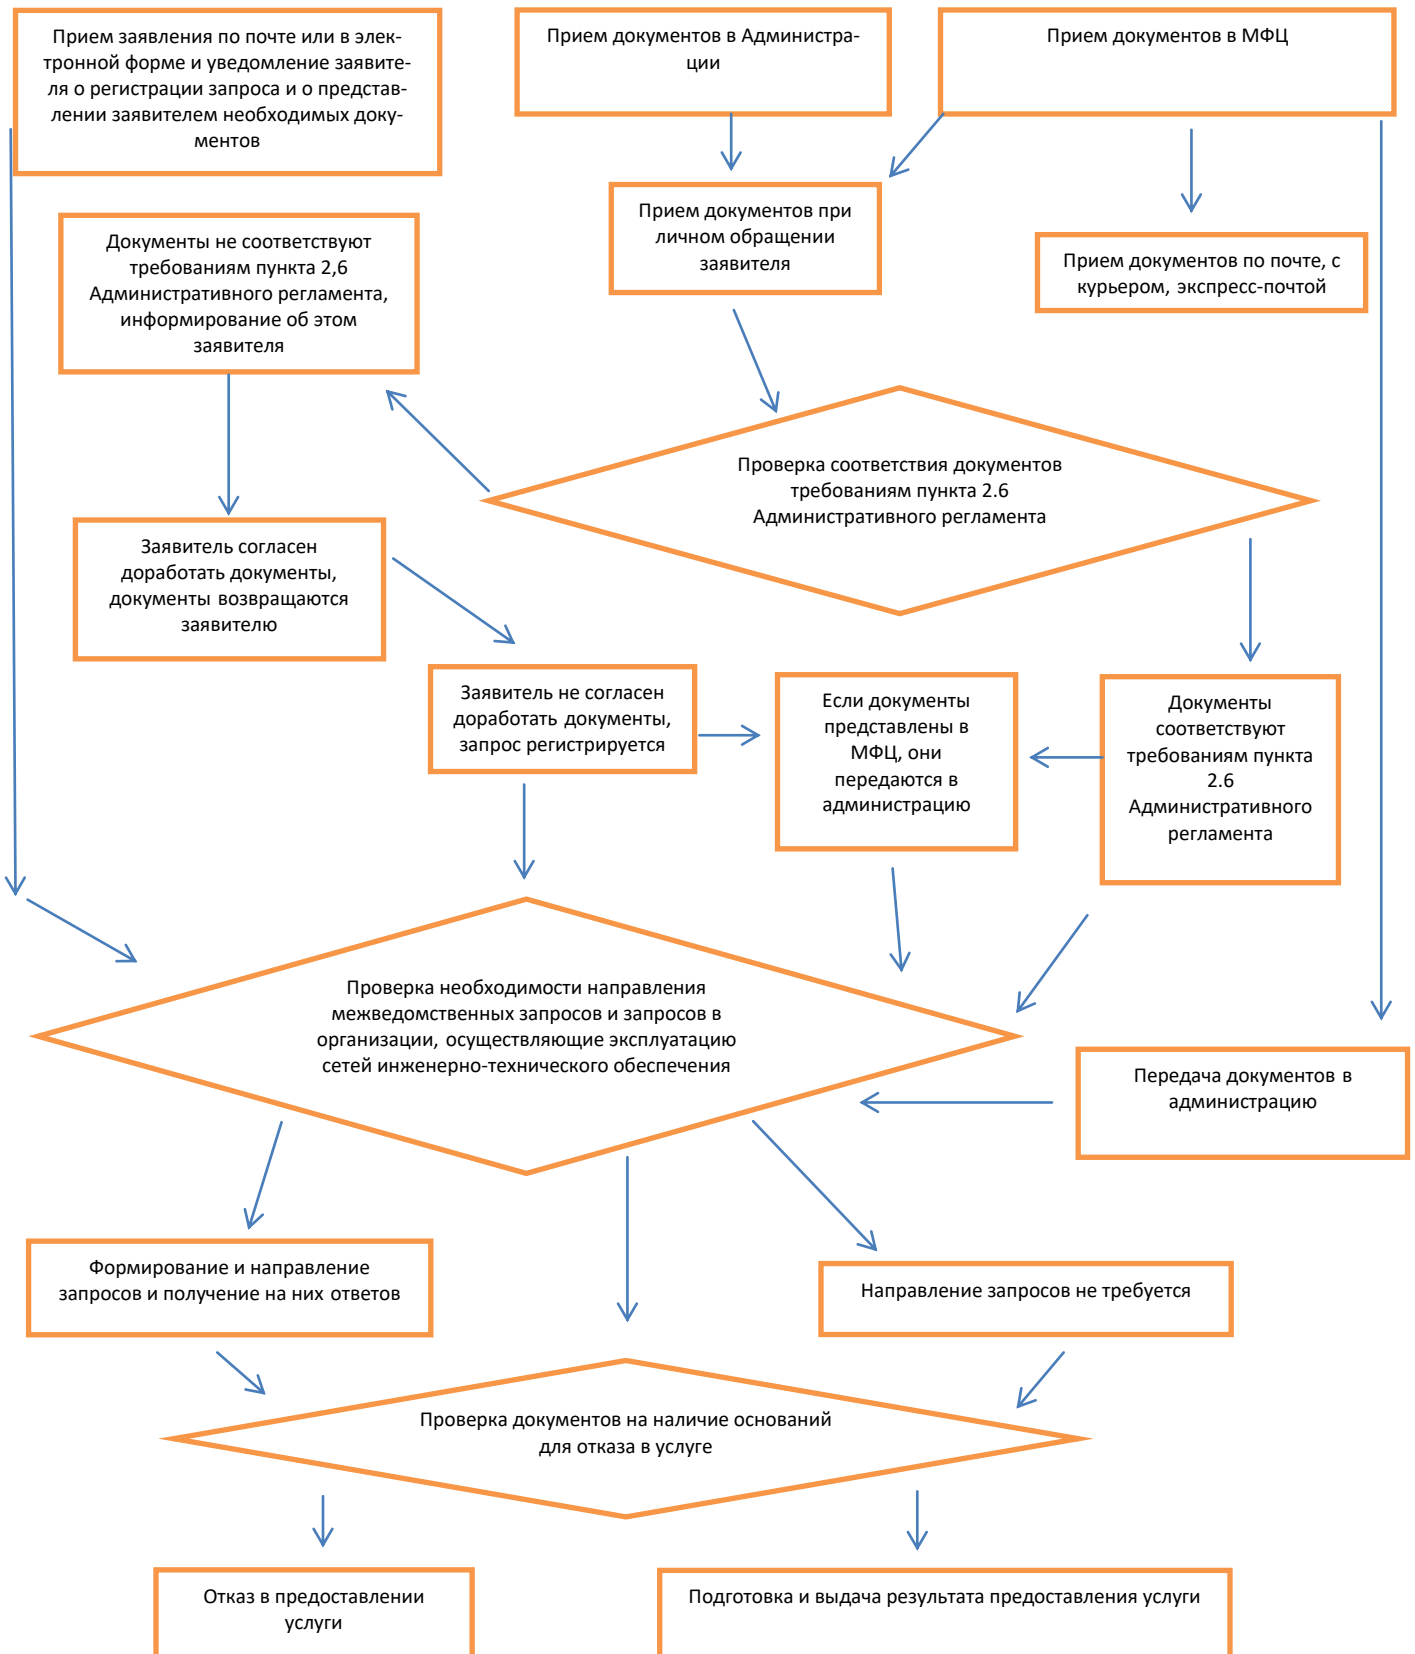 Прием заявления по почте или в элек-
тронной форме и уведомление заявите-
ля о регистрации запроса и о представ-
лении заявителем необходимых доку-
ментов
Прием документов в Администра-
ции
Прием документов в МФЦ
Прием документов при
личном обращении
заявителя
Прием документов по почте, с
курьером, экспресс-почтой
Документы не соответствуют
требованиям пункта 2,6
Административного регламента,
информирование об этом
заявителя
Проверка соответствия документов
требованиям пункта 2.6
Административного регламента
Заявитель согласен
доработать документы,
документы возвращаются
заявителю
Заявитель не согласен
доработать документы,
запрос регистрируется
Если документы
представлены в
МФЦ, они
передаются в
администрацию
Документы
соответствуют
требованиям пункта
2.6
Административного
регламента
Проверка необходимости направления
межведомственных запросов и запросов в
организации, осуществляющие эксплуатацию
сетей инженерно-технического обеспечения
Передача документов в
администрацию
Формирование и направление
запросов и получение на них ответов
Направление запросов не требуется
Проверка документов на наличие оснований
для отказа в услуге
Отказ в предоставлении
услуги
Подготовка и выдача результата предоставления услуги